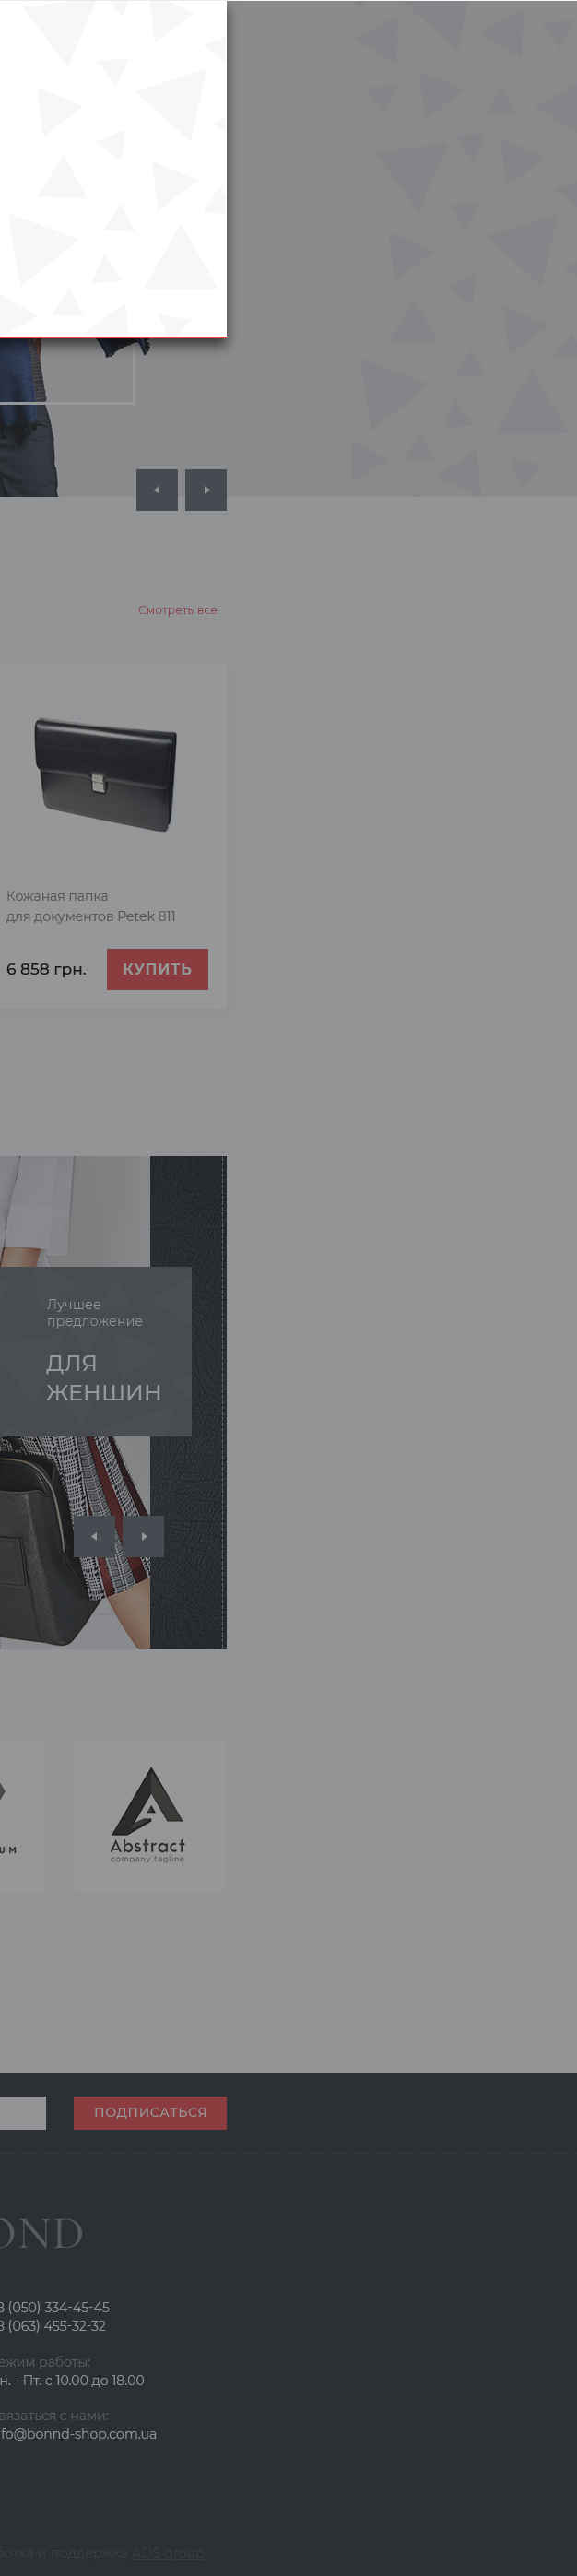 Смотреть все
Кожаная папка
для документов Petek 811
6 858 грн.
КУПИТЬ
Лучшее
предложение
ДЛЯ
ЖЕНШИН
UM
Abstract
company tagline
ПОДПИСАТЬСЯ
OND
8 (050) 334-45-45
8 (063) 455-32-32
ежим работы:
н. - Пт. с 10.00 до 18.00
вязаться с нами:
fo@bonnd-shop.com.ua
ботка и поддержка ADS group